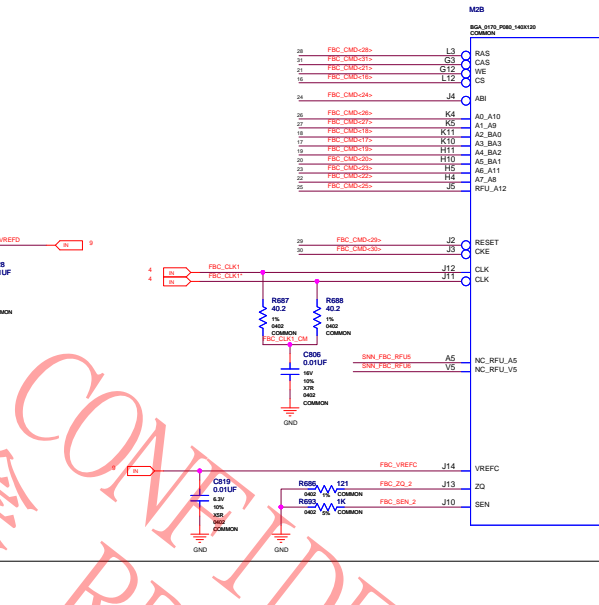 M2B
BGA_0170_P080_140X120
COMMON
28 FBC_CMD<28> L3 RAS
31 FBC_CMD<31> G3 CAS
21 FBC_CMD<21> G12 WE
16 FBC_CMD<16> L12 CS
24 FBC_CMD<24> J4 ABI
26 FBC_CMD<26> K4 A0_A10
27 FBC_CMD<27> K5 A1_A9
18 FBC_CMD<18> K11 A2_BA0
17 FBC_CMD<17> K10 A3_BA3
19 FBC_CMD<19> H11 A4_BA2
20 FBC_CMD<20> H10 A5_BA1
23 FBC_CMD<23> H5 A6_A11
22 FBC_CMD<22> H4 A7_A8
25 FBC_CMD<25> J5 RFU_A12
VREFD IN 9
29 FBC_CMD<29> J2 RESET
30 FBC_CMD<30> J3 CKE
4 IN FBC_CLK1 J12 CLK
4 IN FBC_CLK1* J11 CLK
8
1UF
MON
R687
40.2
1%
0402
COMMON
R688
40.2
1%
0402
COMMON
FBC_CLK1_CM
C806
0.01UF
16V
10%
X7R
0402
COMMON
GND
SNN_FBC_RFU5 A5 NC_RFU_A5
SNN_FBC_RFU6 V5 NC_RFU_V5
IN FBC_VREFC J14 VREFC
C819
0.01UF
6.3V
10%
X5R
0402
COMMON
GND
R686 121 FBC_ZQ_2 J13 ZQ
0402 1% COMMON
R693 1K FBC_SEN_2 J10 SEN
0402 5% COMMON
GND
CONFIDE